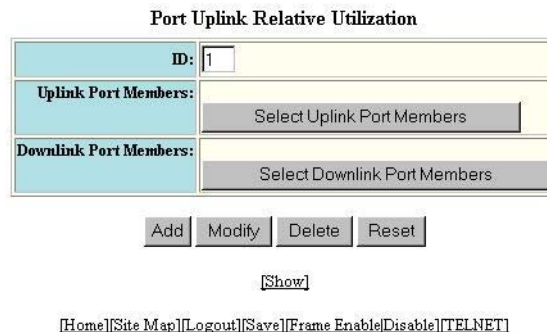 Port Uplink Relative Utilization
ID: 1
Uplink Port Members:
Select Uplink Port Members
Downlink Port Members:
Select Downlink Port Members
Add Modify Delete Reset
[Show]
[Home][Site Map][Logout][Save][Frame Enable|Disable][TELNET]